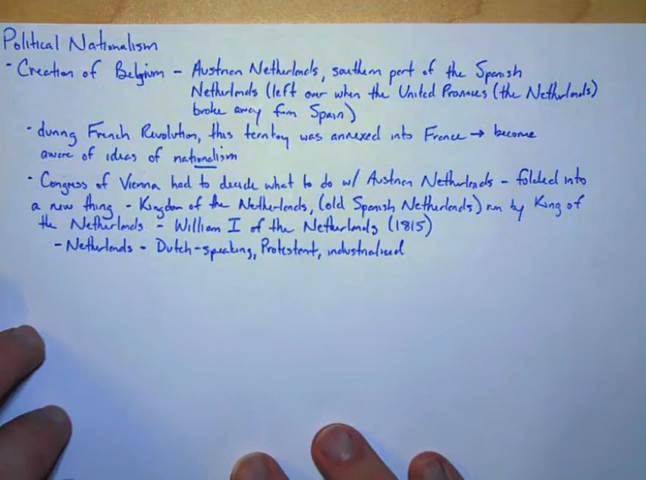 Political Nationalism
· Creation of Belgium - Austrian Netherlands, southern part of the Spanish
Netherlands (left over when the United Provinces (the Netherlands)
broke away from Spain)
· during French Revolution, this territory was annexed into France → become
aware of ideas of nationalism
· Congress of Vienna had to decide what to do w/ Austrian Netherlands - folded into
a new thing - Kingdom of the Netherlands, (old Spanish Netherlands) run by King of
the Netherlands - William I of the Netherlands (1815)
- Netherlands - Dutch-speaking, Protestant, industrialized